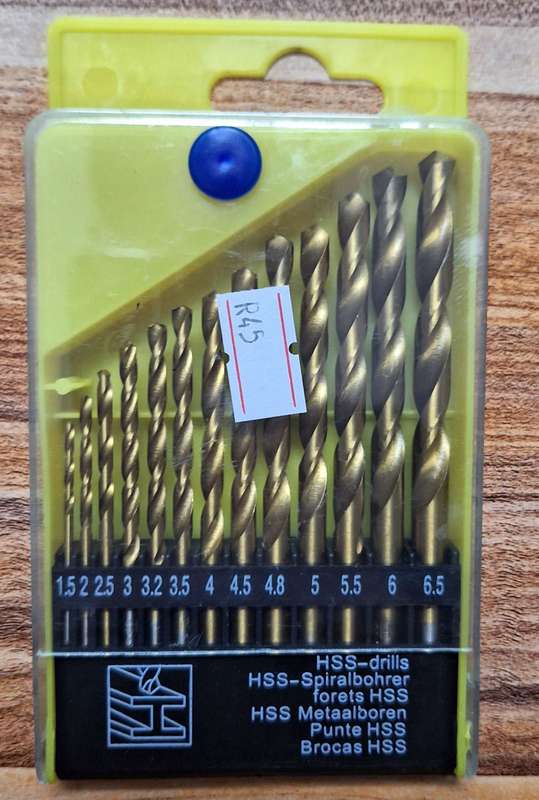 R45
1.5 2 2.5 3 3.2 3.5 4 4.5 4.8 5 5.5 6 6.5
HSS-drills
HSS-Spiralbohrer
forets HSS
HSS Metaalboren
Punte HSS
Brocas HSS